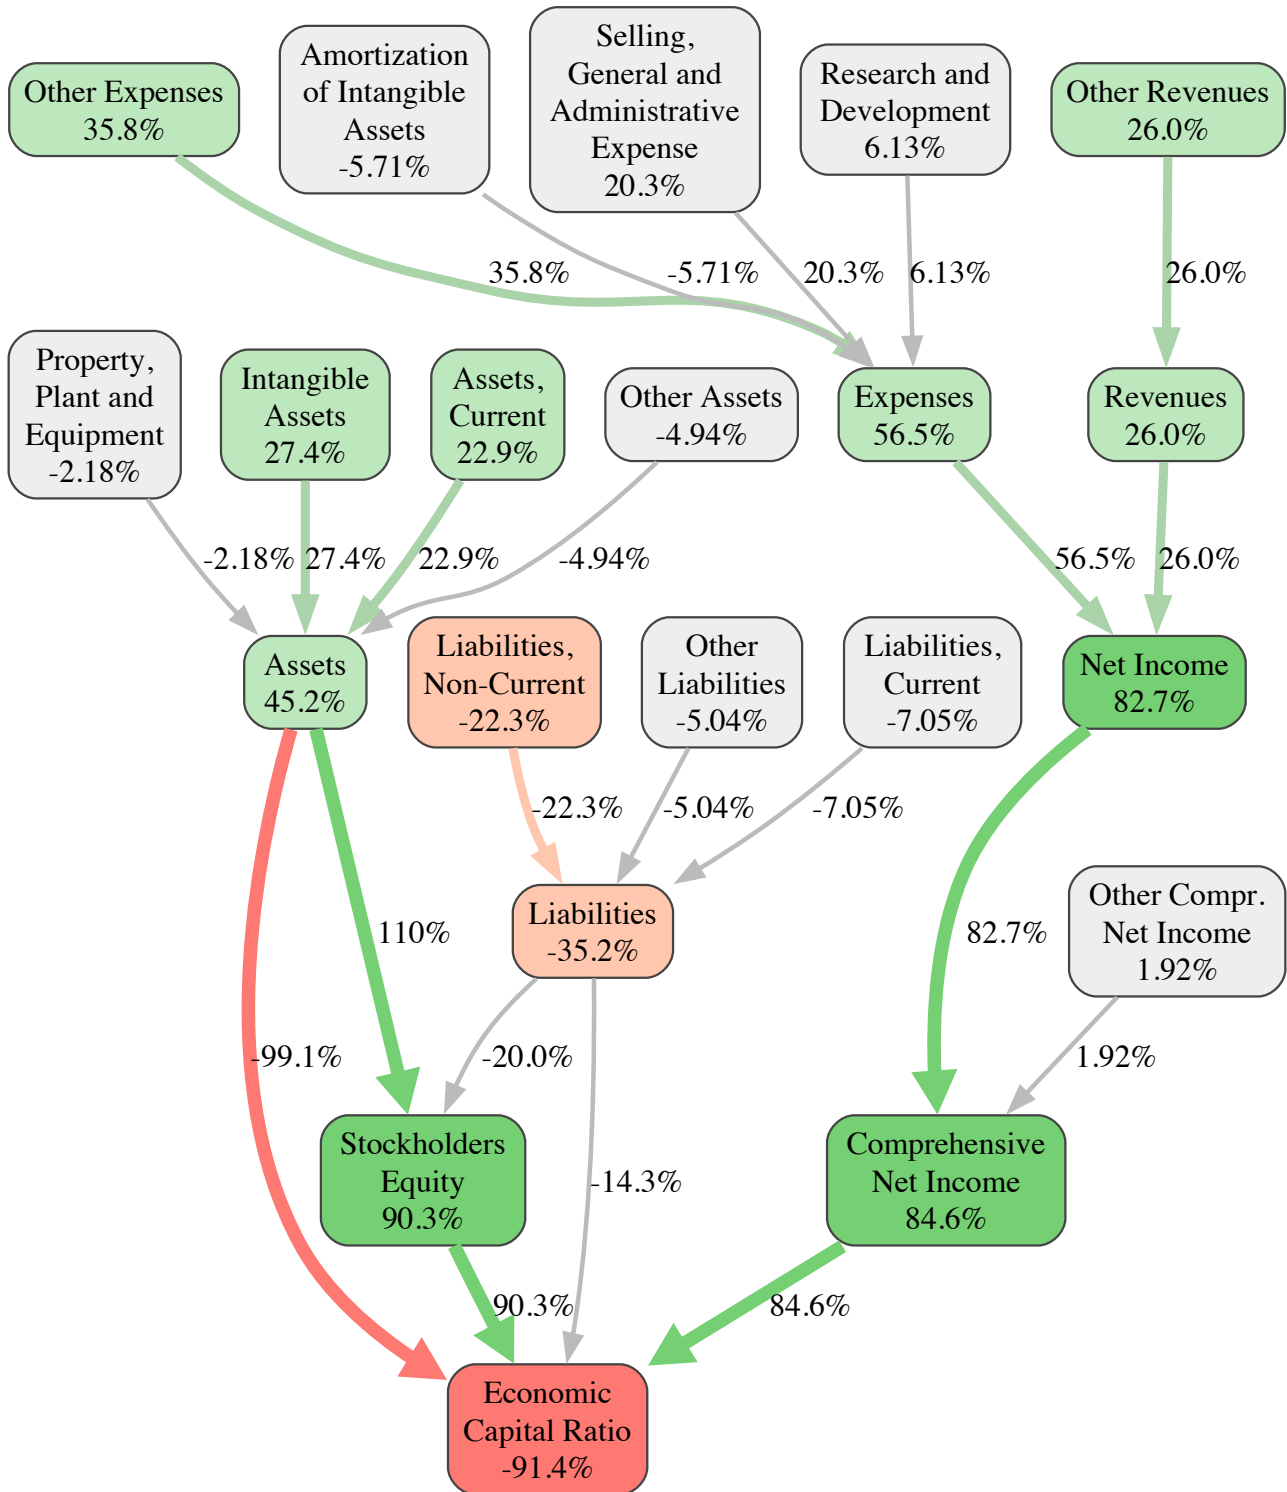 Other Expenses
35.8%
Amortization
of Intangible
Assets
-5.71%
Selling,
General and
Administrative
Expense
20.3%
Research and
Development
6.13%
Other Revenues
26.0%
35.8%
-5.71%
20.3%
6.13%
26.0%
Property,
Plant and
Equipment
-2.18%
Intangible
Assets
27.4%
Assets,
Current
22.9%
Other Assets
-4.94%
Expenses
56.5%
Revenues
26.0%
-2.18%
27.4%
22.9%
-4.94%
56.5%
26.0%
Assets
45.2%
Liabilities,
Non-Current
-22.3%
Other
Liabilities
-5.04%
Liabilities,
Current
-7.05%
Net Income
82.7%
-22.3%
-5.04%
-7.05%
110%
Liabilities
-35.2%
82.7%
Other Compr.
Net Income
1.92%
-99.1%
-20.0%
1.92%
Stockholders
Equity
90.3%
-14.3%
Comprehensive
Net Income
84.6%
90.3%
84.6%
Economic
Capital Ratio
-91.4%